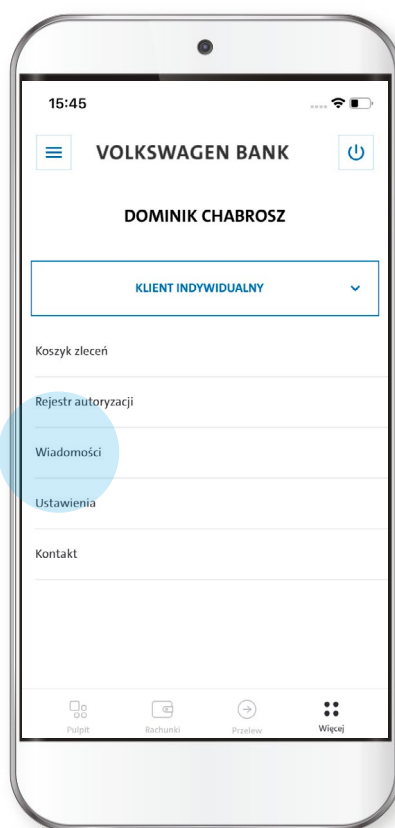 15:45
VOLKSWAGEN BANK
DOMINIK CHABROSZ
KLIENT INDYWIDUALNY
Koszyk zleceń
Rejestr autoryzacji
Wiadomości
Ustawienia
Kontakt
Pulpit Rachunki Przelew Więcej